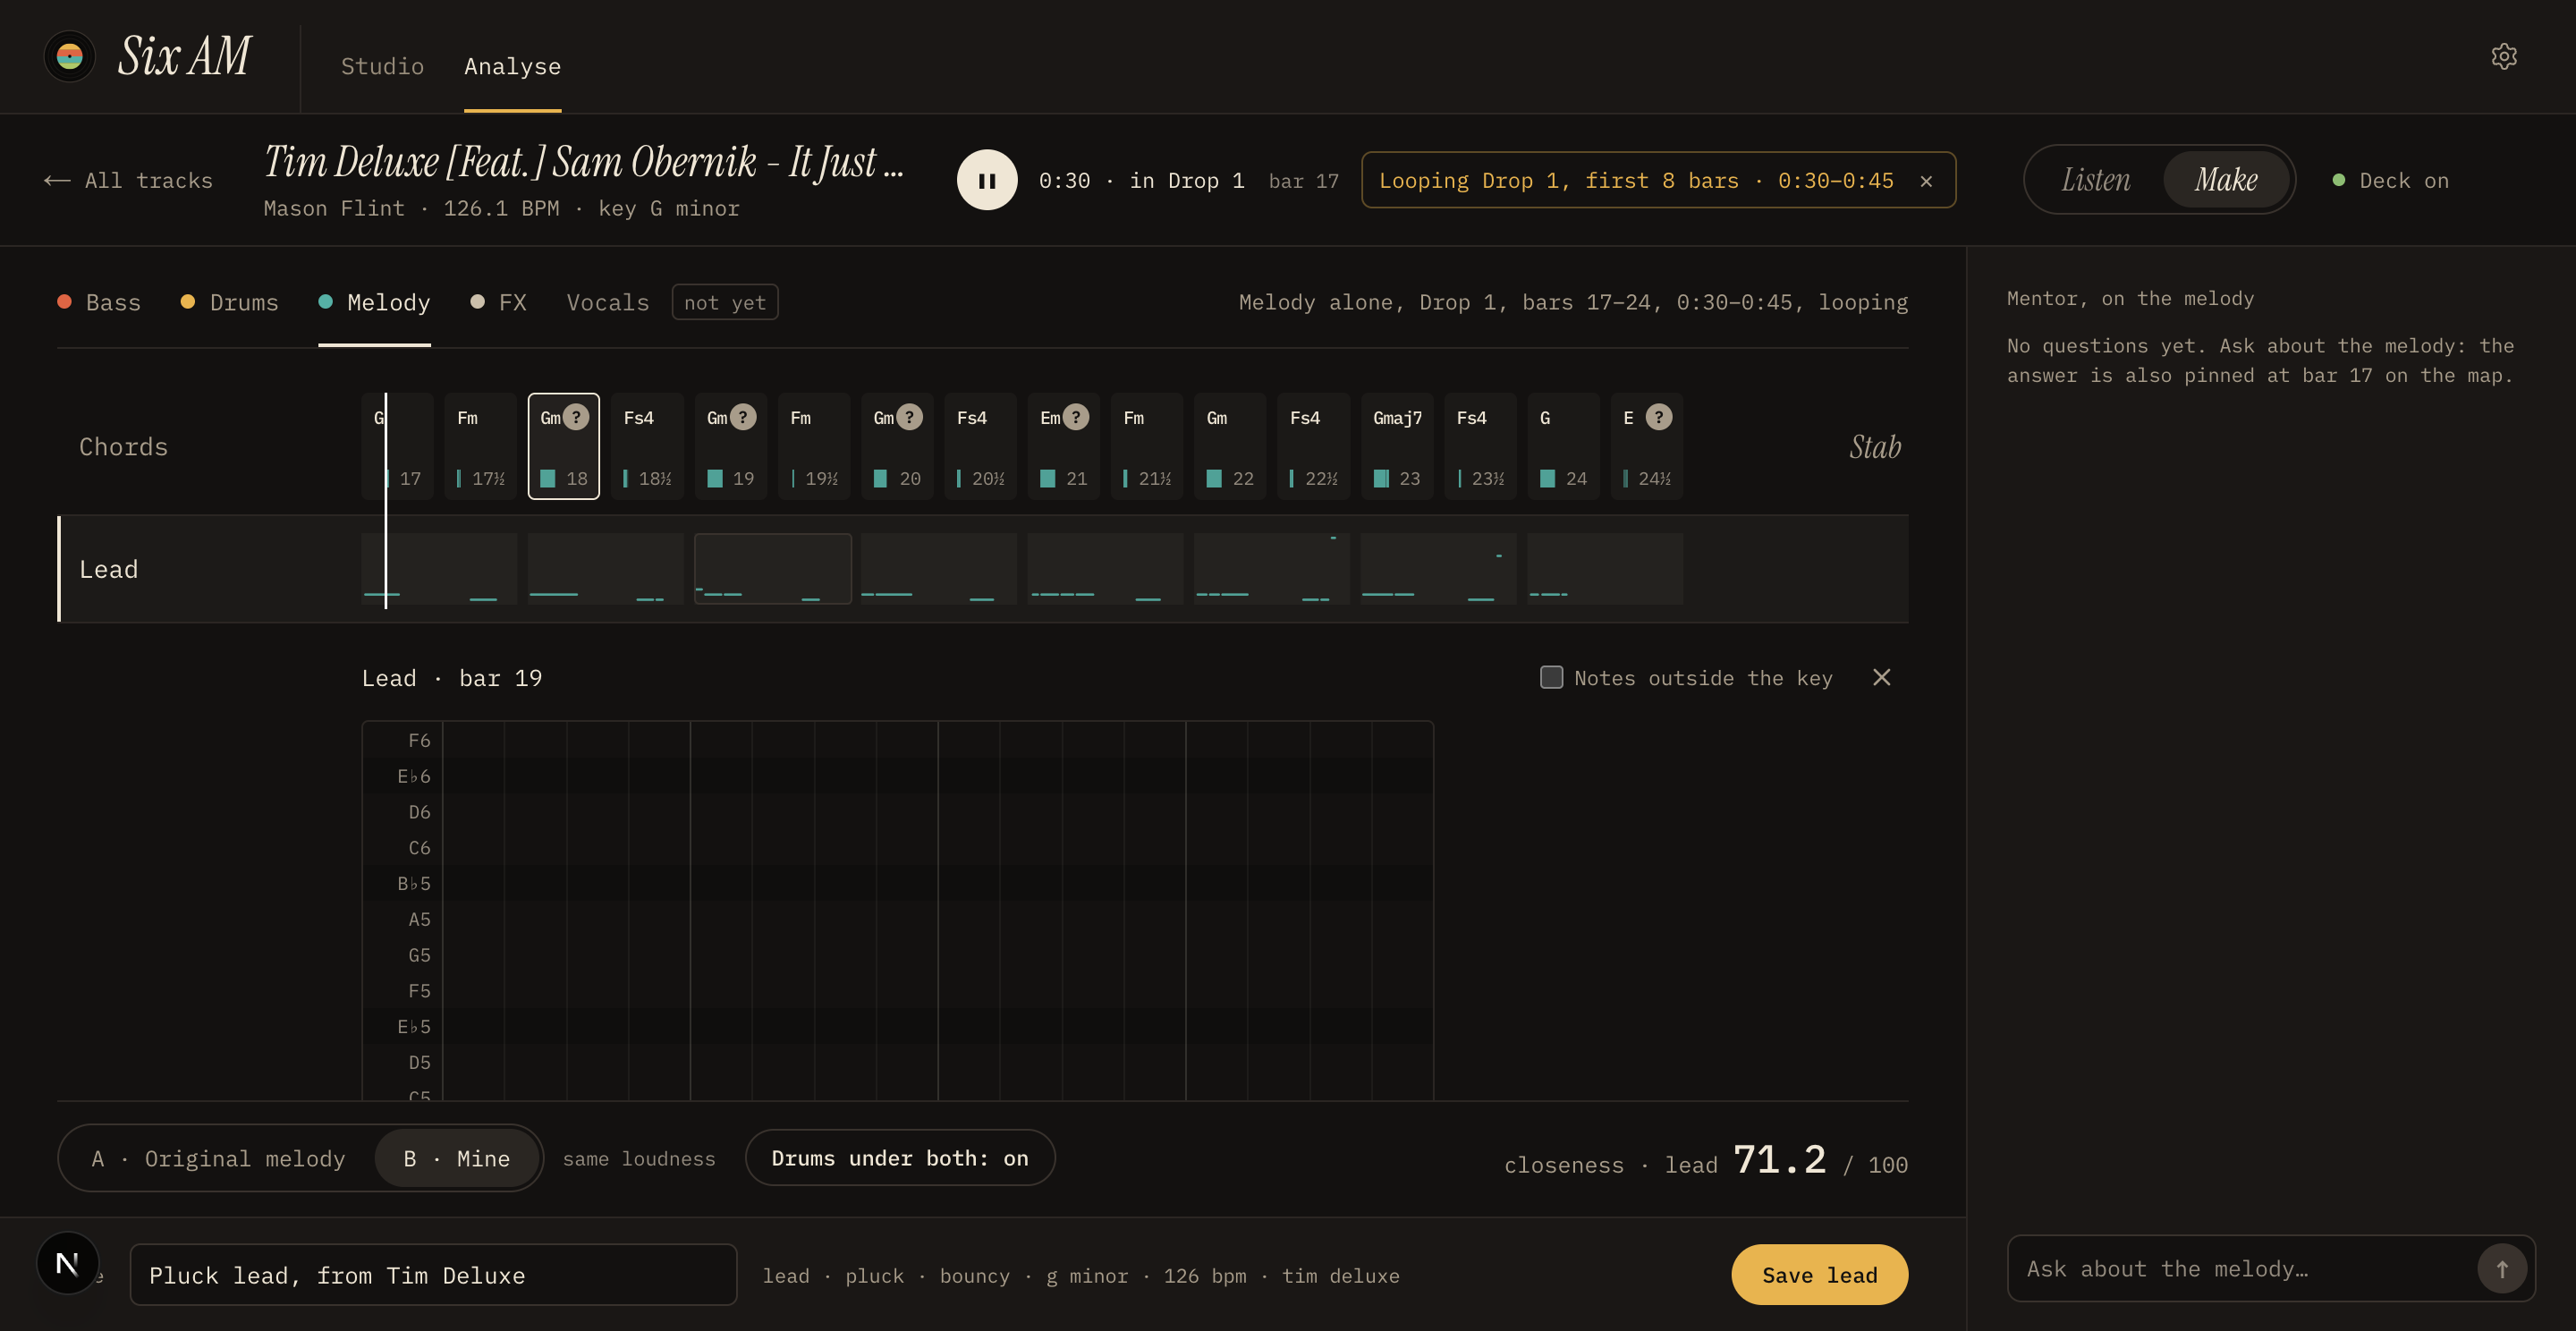 Six AM
Studio
Analyse
← All tracks
Tim Deluxe [Feat.] Sam Obernik - It Just ...
Mason Flint · 126.1 BPM · key G minor
0:30 · in Drop 1 bar 17
Looping Drop 1, first 8 bars · 0:30–0:45 ×
Listen
Make
Deck on
Bass
Drums
Melody
FX
Vocals
not yet
Melody alone, Drop 1, bars 17–24, 0:30–0:45, looping
Chords
G Fm Gm ? Fs4 Gm ? Fm Gm ? Fs4 Em ? Fm Gm Fs4 Gmaj7 Fs4 G E ?
17 17½ 18 18½ 19 19½ 20 20½ 21 21½ 22 22½ 23 23½ 24 24½
Stab
Lead
Lead · bar 19
Notes outside the key
F6
E♭6
D6
C6
B♭5
A5
G5
F5
E♭5
D5
C5
A · Original melody
B · Mine
same loudness
Drums under both: on
closeness · lead 71.2 / 100
N
Pluck lead, from Tim Deluxe
lead · pluck · bouncy · g minor · 126 bpm · tim deluxe
Save lead
Mentor, on the melody
No questions yet. Ask about the melody: the
answer is also pinned at bar 17 on the map.
Ask about the melody…